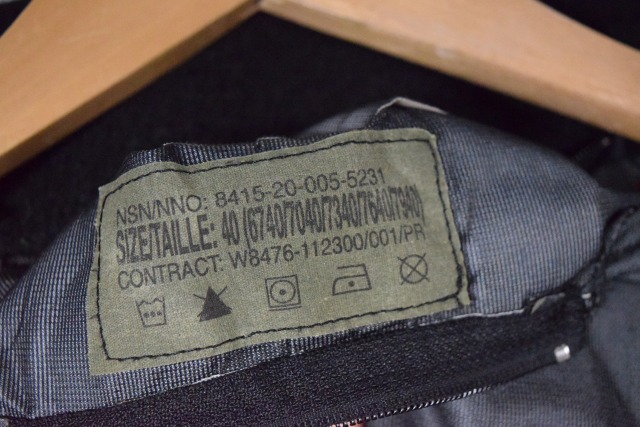 NSN/NNO: 8415-20-005-5231
SIZE/TAILLE: 40 (6740/7040/7340/7640/7940)
CONTRACT: W8476-112300/001/PR